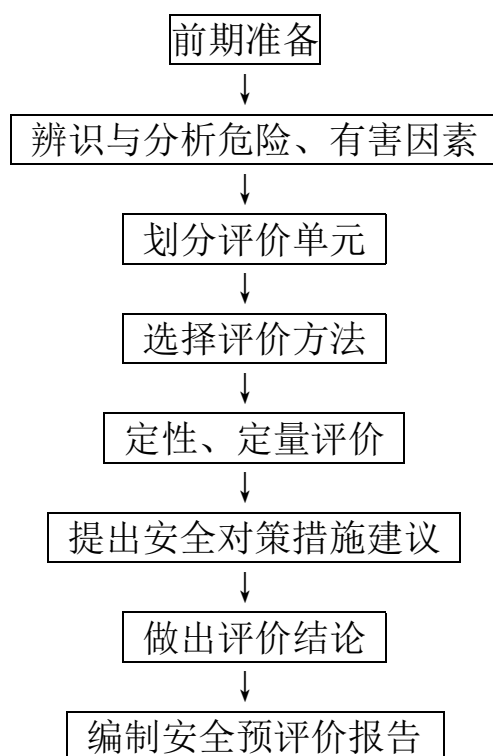 前期准备
辨识与分析危险、有害因素
划分评价单元
选择评价方法
定性、定量评价
提出安全对策措施建议
做出评价结论
编制安全预评价报告